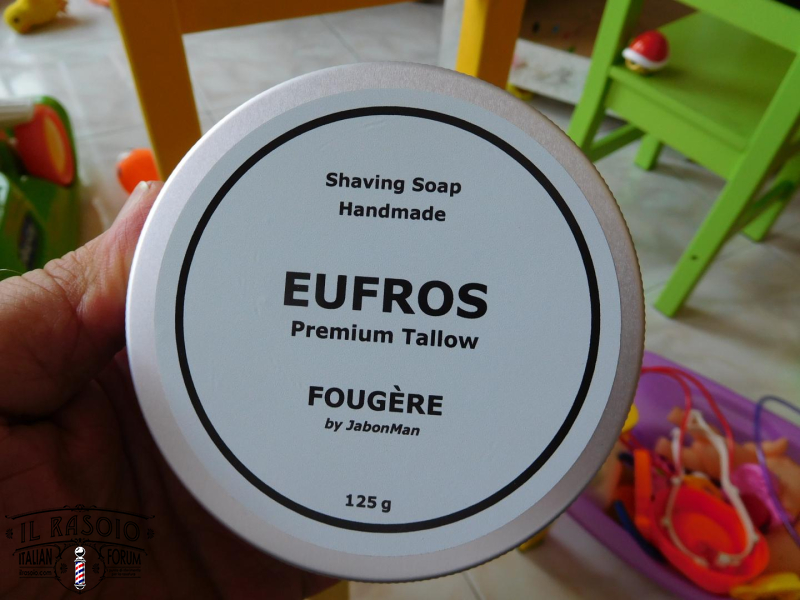 Shaving Soap
Handmade
EUFROS
Premium Tallow
FOUGÈRE
by JabonMan
125 g
IL RASOIO
ITALIAN FORUM